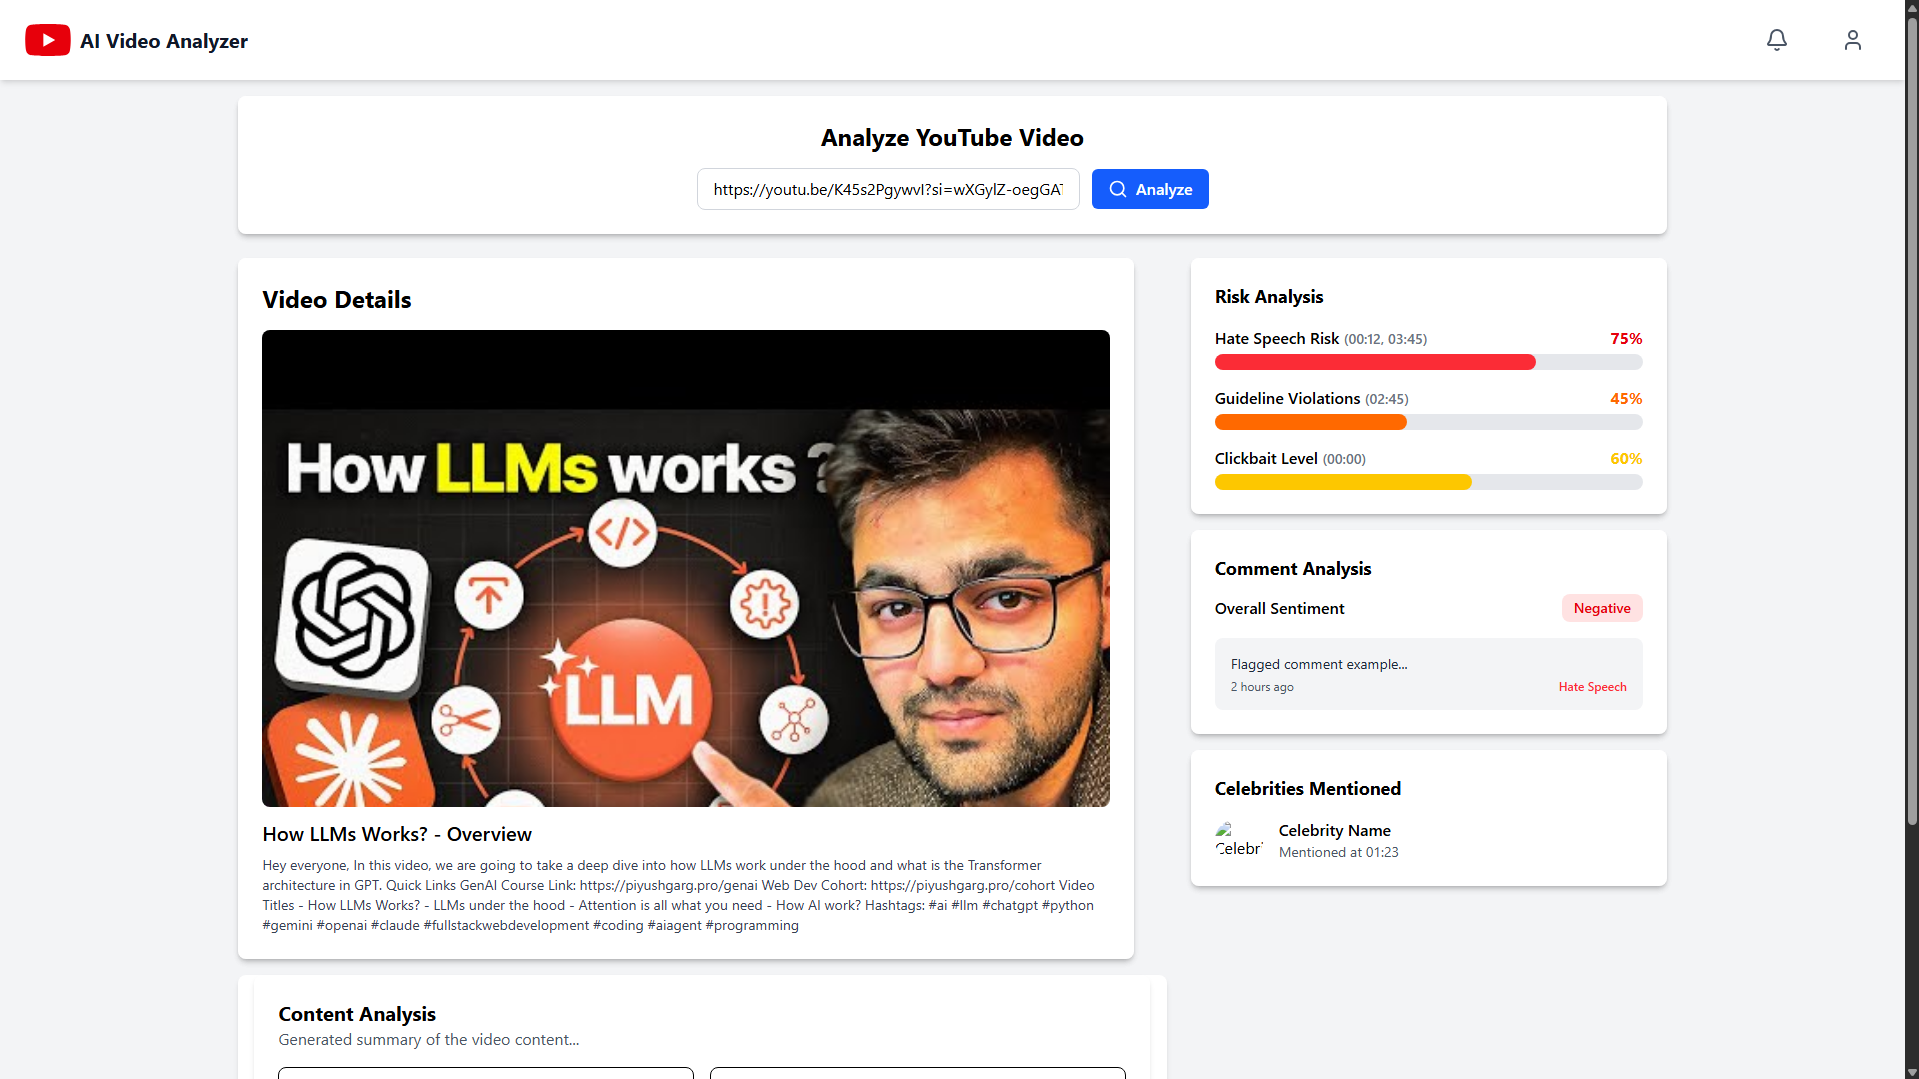 AI Video Analyzer
Analyze YouTube Video
https://youtu.be/K45s2PgywvI?si=wXGylZ-oegGAT
Analyze
Video Details
How LLMs works ?
</>
LLM
How LLMs Works? - Overview
Hey everyone, In this video, we are going to take a deep dive into how LLMs work under the hood and what is the Transformer
architecture in GPT. Quick Links GenAI Course Link: https://piyushgarg.pro/genai Web Dev Cohort: https://piyushgarg.pro/cohort Video
Titles - How LLMs Works? - LLMs under the hood - Attention is all what you need - How AI work? Hashtags: #ai #llm #chatgpt #python
#gemini #openai #claude #fullstackwebdevelopment #coding #aiagent #programming
Content Analysis
Generated summary of the video content...
Risk Analysis
Hate Speech Risk (00:12, 03:45) 75%
Guideline Violations (02:45) 45%
Clickbait Level (00:00) 60%
Comment Analysis
Overall Sentiment Negative
Flagged comment example...
2 hours ago Hate Speech
Celebrities Mentioned
Celebri
Celebrity Name
Mentioned at 01:23